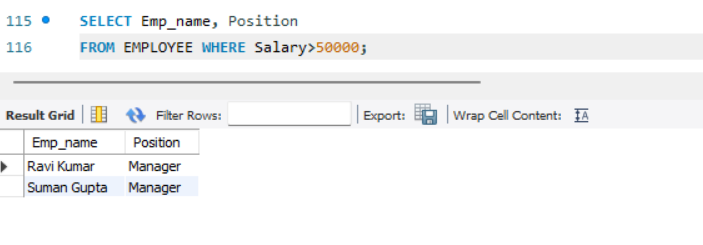 115 SELECT Emp_name, Position
116 FROM EMPLOYEE WHERE Salary>50000;
Result Grid Filter Rows: Export: Wrap Cell Content: IA
Emp_name Position
Ravi Kumar Manager
Suman Gupta Manager